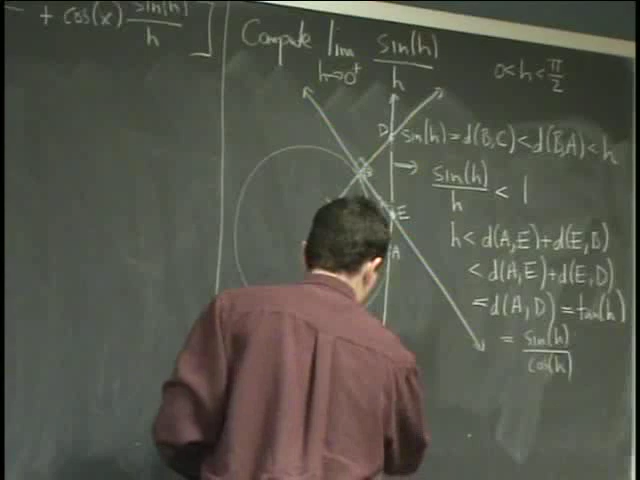 + cos(x) sin(h)/h ]
Compute lim h→0⁺ sin(h)/h
0<h<π/2
D
sin(h) = d(B,C) < d(B,A) < h
B
→ sin(h)/h < 1
E
A
h < d(A,E)+d(E,B)
< d(A,E)+d(E,D)
= d(A,D) = tan(h)
= sin(h)/cos(h)